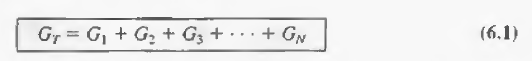 G_T = G_1 + G_2 + G_3 + · · · + G_N (6.1)